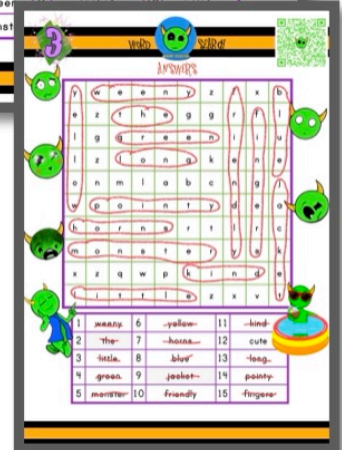 3
WORD SEARCH
ANSWERS
y w e e n y z f x b
e z t h e g g r f l
l g g r e e n i i u
l z l o n g k e n e
o n m l a b c n g j
w p o i n t y d e a
h o r n s r t l r c
m o n s t e r y s k
x z q w p k i n d e
l i t t l e z x v t
1 weeny 6 yellow 11 kind
2 The 7 horns 12 cute
3 little 8 blue 13 long
4 green 9 jacket 14 pointy
5 monster 10 friendly 15 fingers